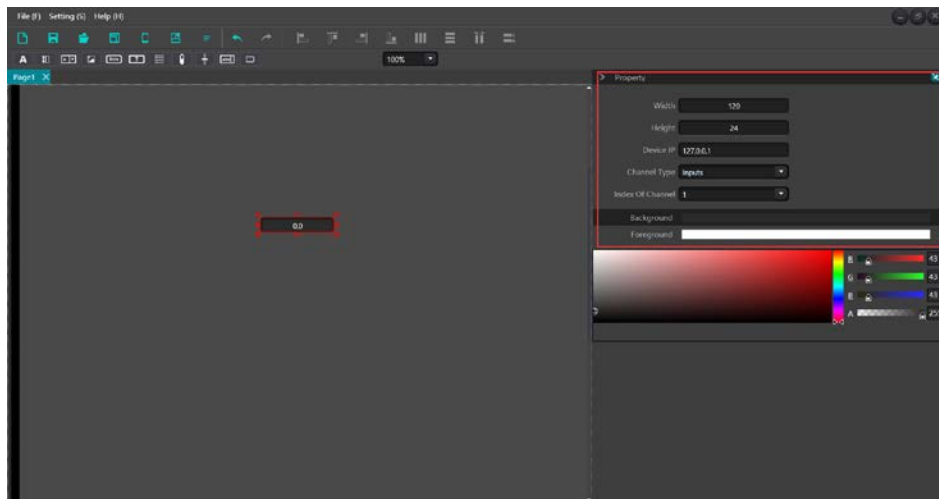 File (F) Setting (S) Help (H)
A
100%
Page1 X
Property
Width 120
Height 24
Device IP 127.0.0.1
Channel Type Inputs
Index Of Channel 1
0.0
Background
Foreground
R 43
G 43
B 43
A 255